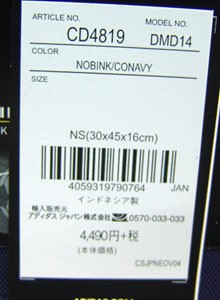 ARTICLE NO. MODEL NO.
CD4819 DMD14
COLOR
NOBINK/CONAVY
SIZE
NS(30x45x16cm)
4059319790764 JAN
インドネシア製
輸入販売元
アディダス ジャパン株式会社 0570-033-033
4,490円+税
(本体価格)
CSJPNEOV04